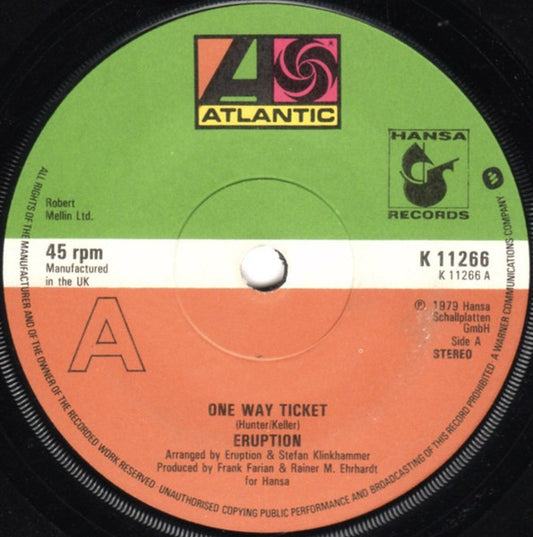 ATLANTIC
HANSA
RECORDS
Robert
Mellin Ltd.
45 rpm
Manufactured
in the UK
K 11266
K 11266 A
A
℗ 1979 Hansa
Schallplatten
GmbH
Side A
STEREO
ONE WAY TICKET
(Hunter/Keller)
ERUPTION
Arranged by Eruption & Stefan Klinkhammer
Produced by Frank Farian & Rainer M. Ehrhardt
for Hansa
ALL RIGHTS OF THE MANUFACTURER AND OF THE OWNER OF THE RECORDED WORK RESERVED · UNAUTHORISED COPYING PUBLIC PERFORMANCE AND BROADCASTING OF THIS RECORD PROHIBITED · A WARNER COMMUNICATIONS COMPANY